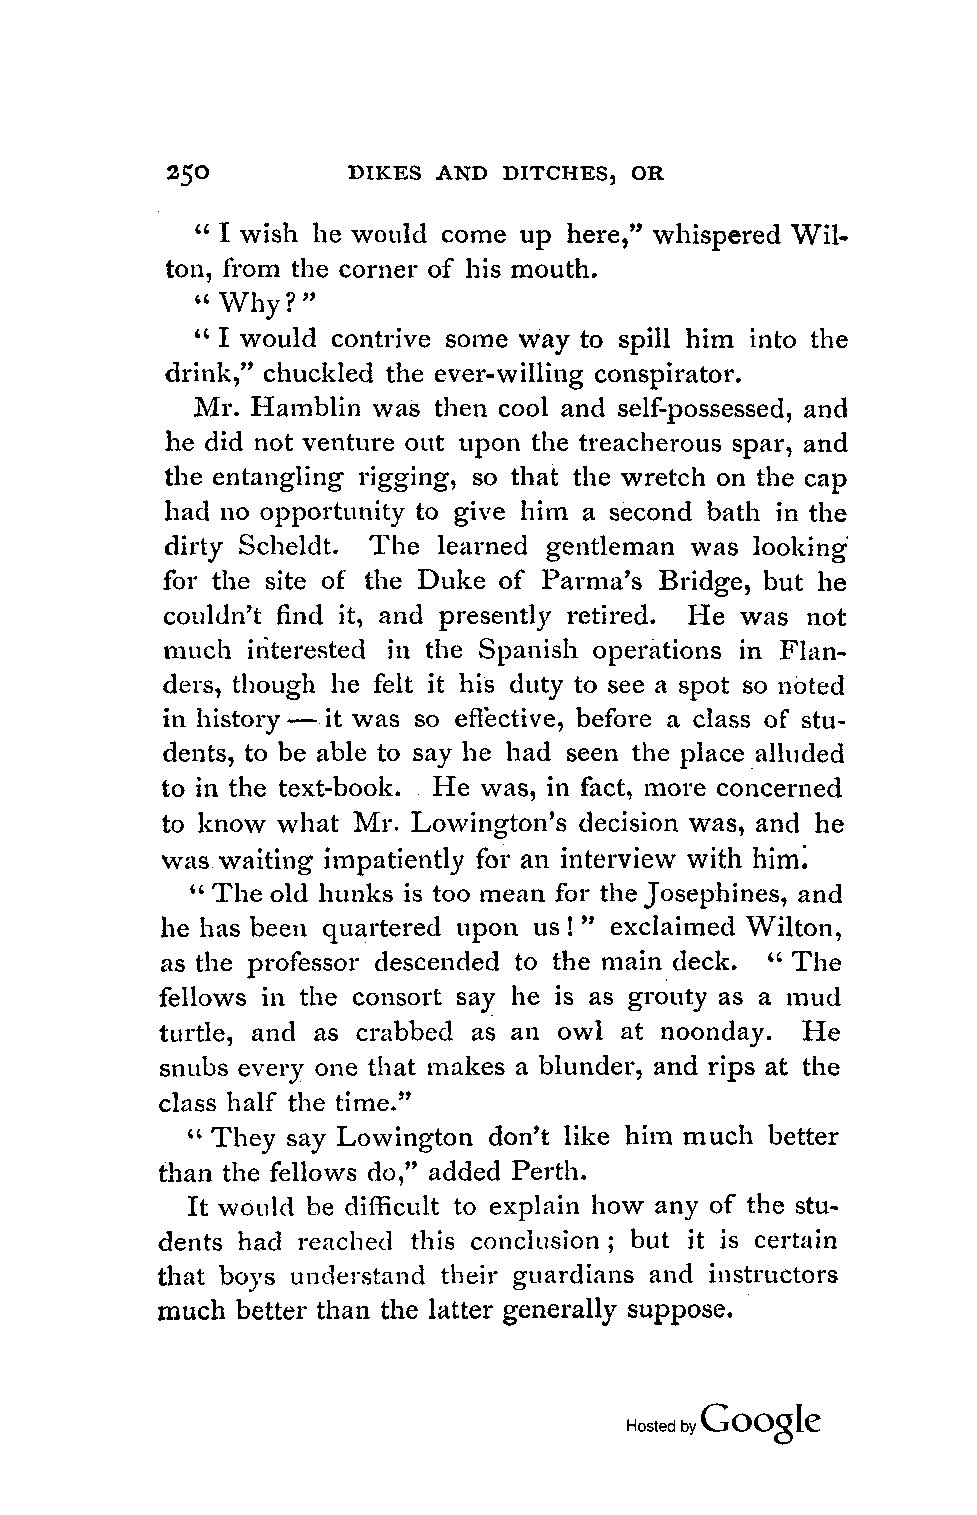 250 DIKES AND DITCHES, OR
“ I wish he would come up here,” whispered Wil-
ton, from the corner of his mouth.
“ Why? ”
“ I would contrive some way to spill him into the
drink,” chuckled the ever-willing conspirator.
Mr. Hamblin was then cool and self-possessed, and
he did not venture out upon the treacherous spar, and
the entangling rigging, so that the wretch on the cap
had no opportunity to give him a second bath in the
dirty Scheldt. The learned gentleman was looking
for the site of the Duke of Parma’s Bridge, but he
couldn’t find it, and presently retired. He was not
much interested in the Spanish operations in Flan-
ders, though he felt it his duty to see a spot so noted
in history — it was so effective, before a class of stu-
dents, to be able to say he had seen the place alluded
to in the text-book. He was, in fact, more concerned
to know what Mr. Lowington’s decision was, and he
was waiting impatiently for an interview with him.
“ The old hunks is too mean for the Josephines, and
he has been quartered upon us! ” exclaimed Wilton,
as the professor descended to the main deck. “ The
fellows in the consort say he is as grouty as a mud
turtle, and as crabbed as an owl at noonday. He
snubs every one that makes a blunder, and rips at the
class half the time.”
“ They say Lowington don’t like him much better
than the fellows do,” added Perth.
It would be difficult to explain how any of the stu-
dents had reached this conclusion ; but it is certain
that boys understand their guardians and instructors
much better than the latter generally suppose.
Hosted by Google